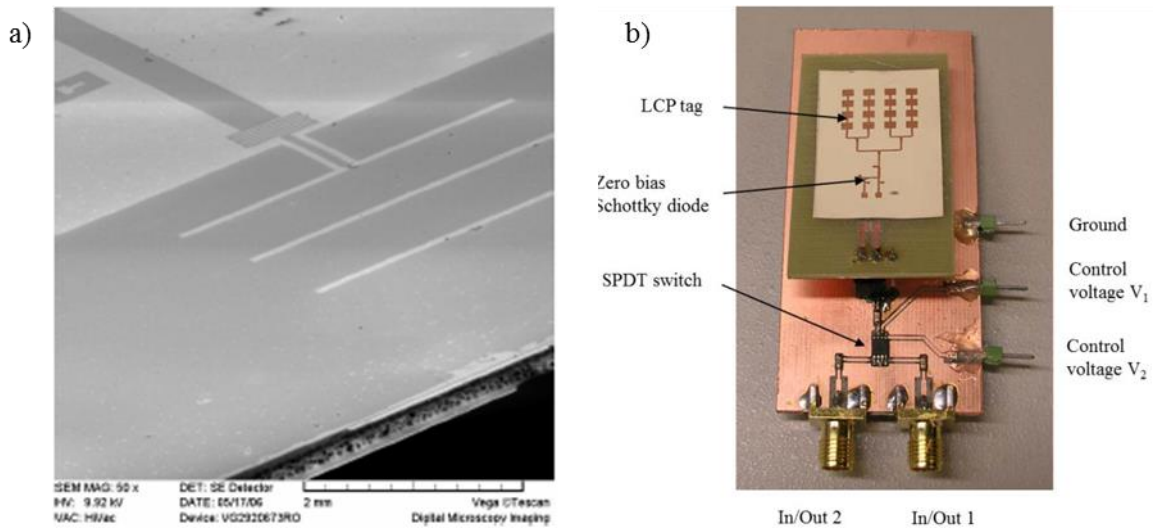 a)
SEM MAG: 50 x
DET: SE Detector
HV: 9.92 kV
DATE: 05/17/06
2 mm
Vega ©Tescan
VAC: HiVac
Device: VG2920673RO
Digital Microscopy Imaging
b)
LCP tag
Zero bias
Schottky diode
SPDT switch
Ground
Control
voltage V₁
Control
voltage V₂
In/Out 2
In/Out 1